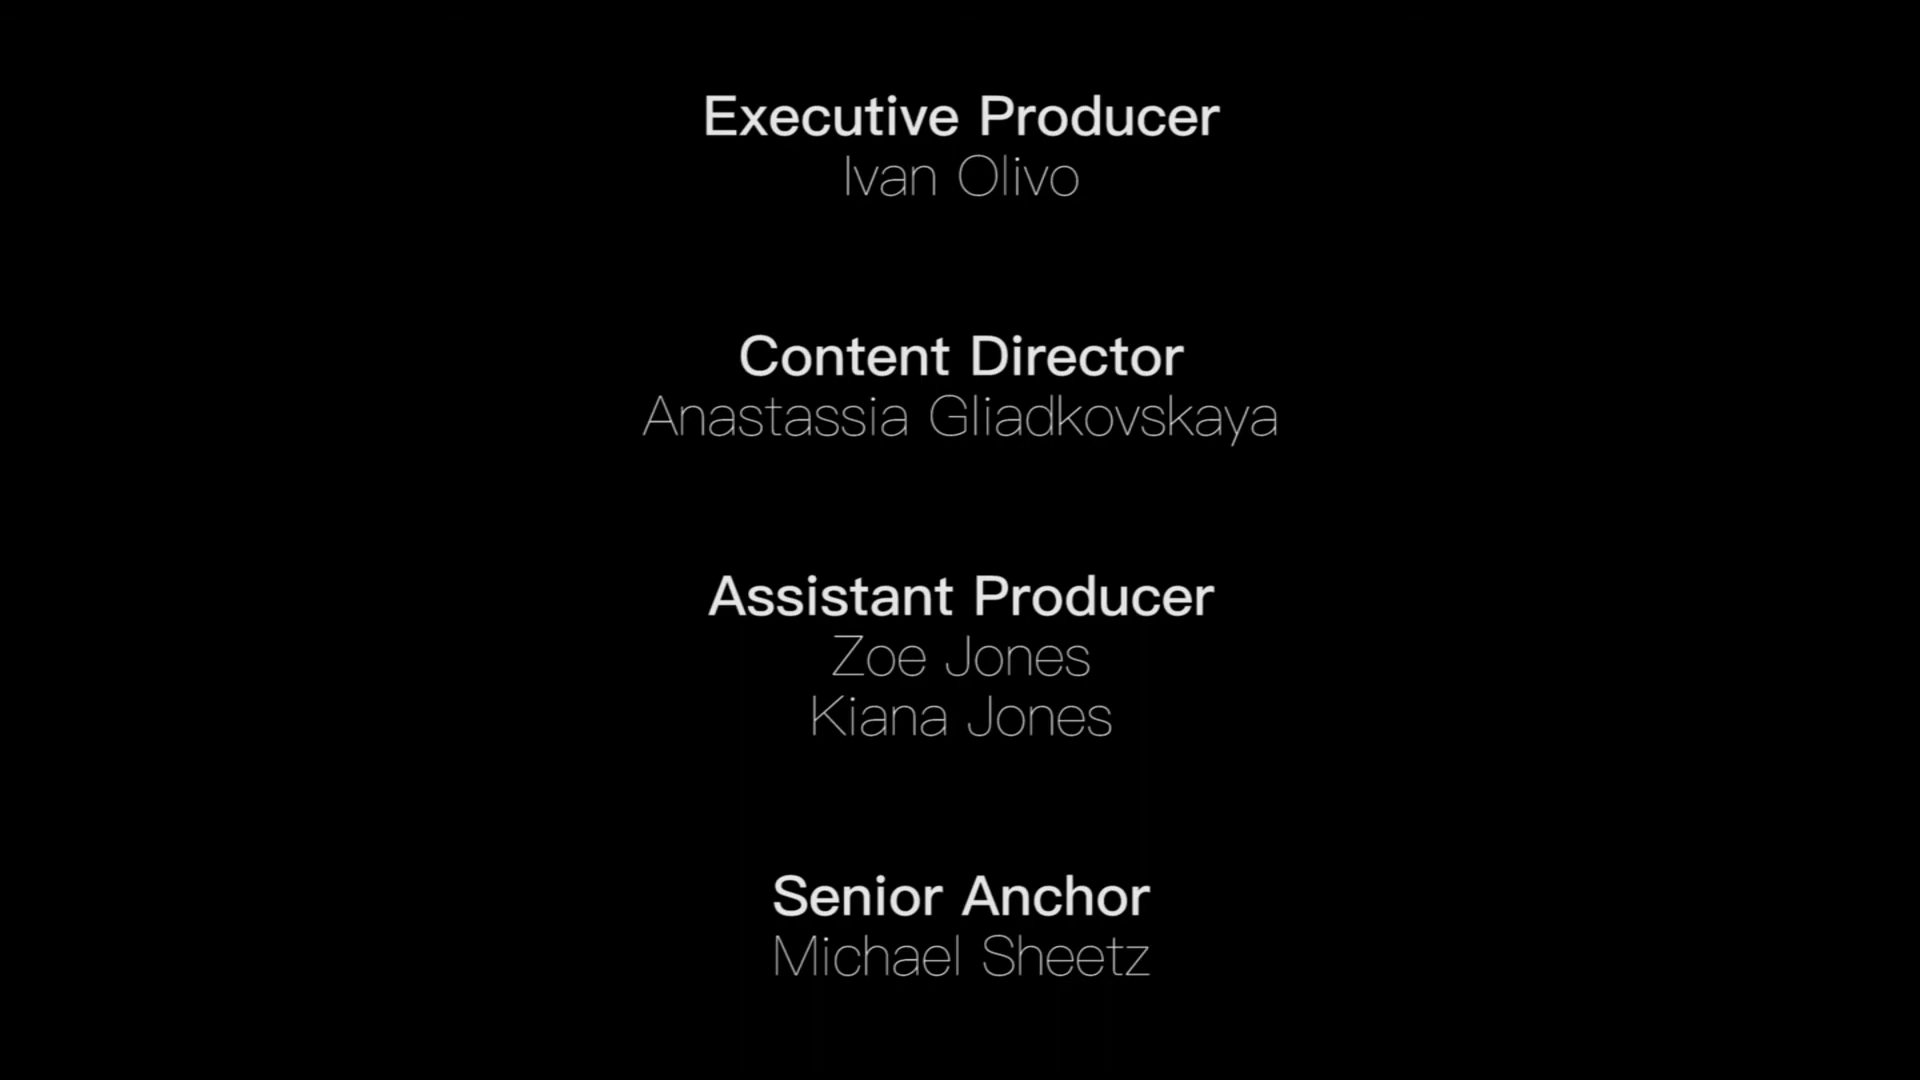 Executive Producer
Ivan Olivo
Content Director
Anastassia Gliadkovskaya
Assistant Producer
Zoe Jones
Kiana Jones
Senior Anchor
Michael Sheetz